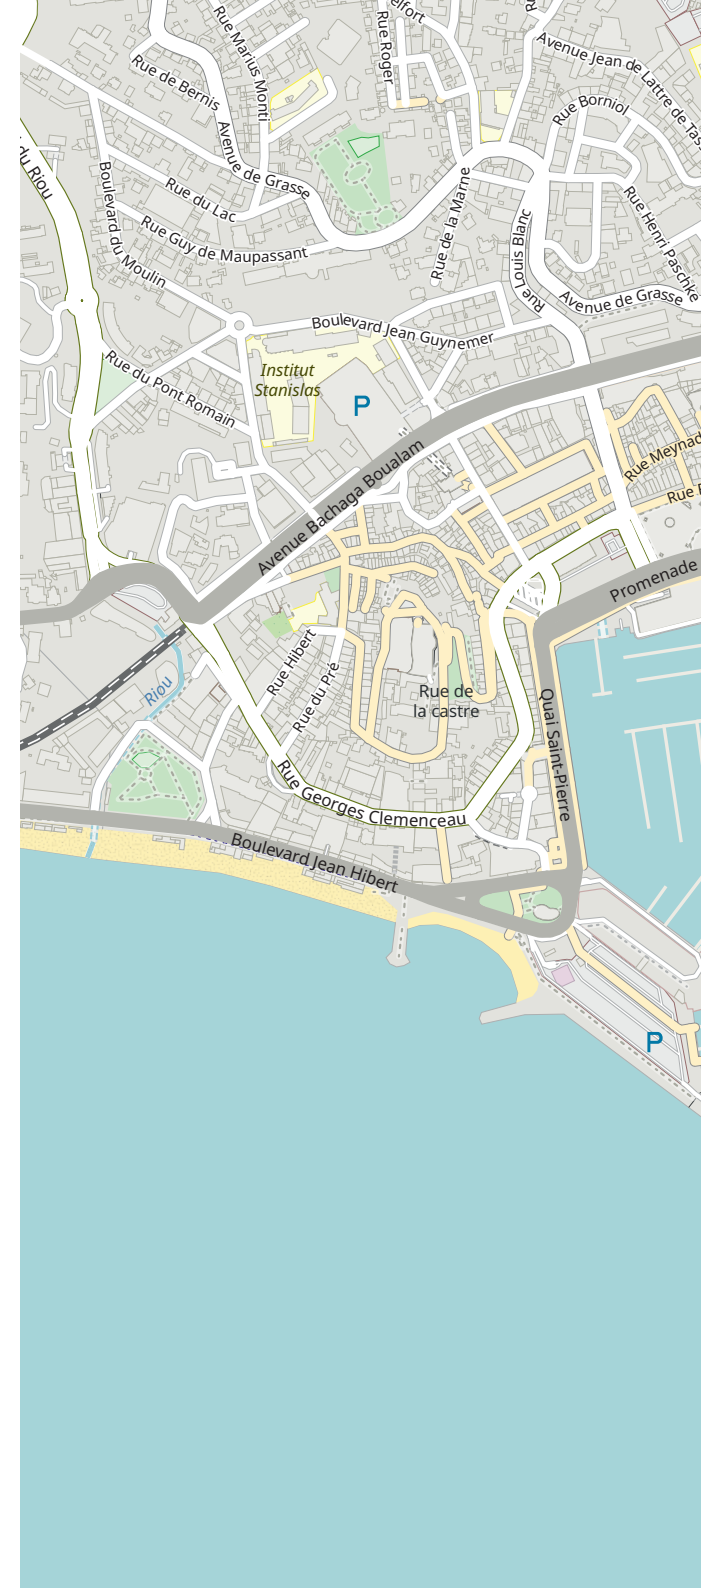 elfort
Rue Marius Monti
Rue Roger
Avenue Jean de Lattre de Tas
Rue de Bernis
Rue Borniol
du Riou
Avenue de Grasse
Boulevard du Moulin
Rue du Lac
Rue de la Marne
Rue Louis Blanc
Rue Henri Paschke
Rue Guy de Maupassant
Avenue de Grasse
Boulevard Jean Guynemer
Rue du Pont Romain
Institut
Stanislas
P
Rue Meynad
Avenue Bachaga Boualam
Rue
Promenade
Rue Hibert
Rue du Pré
Riou
Rue de
la castre
Quai Saint-Pierre
Rue Georges Clemenceau
Boulevard Jean Hibert
P